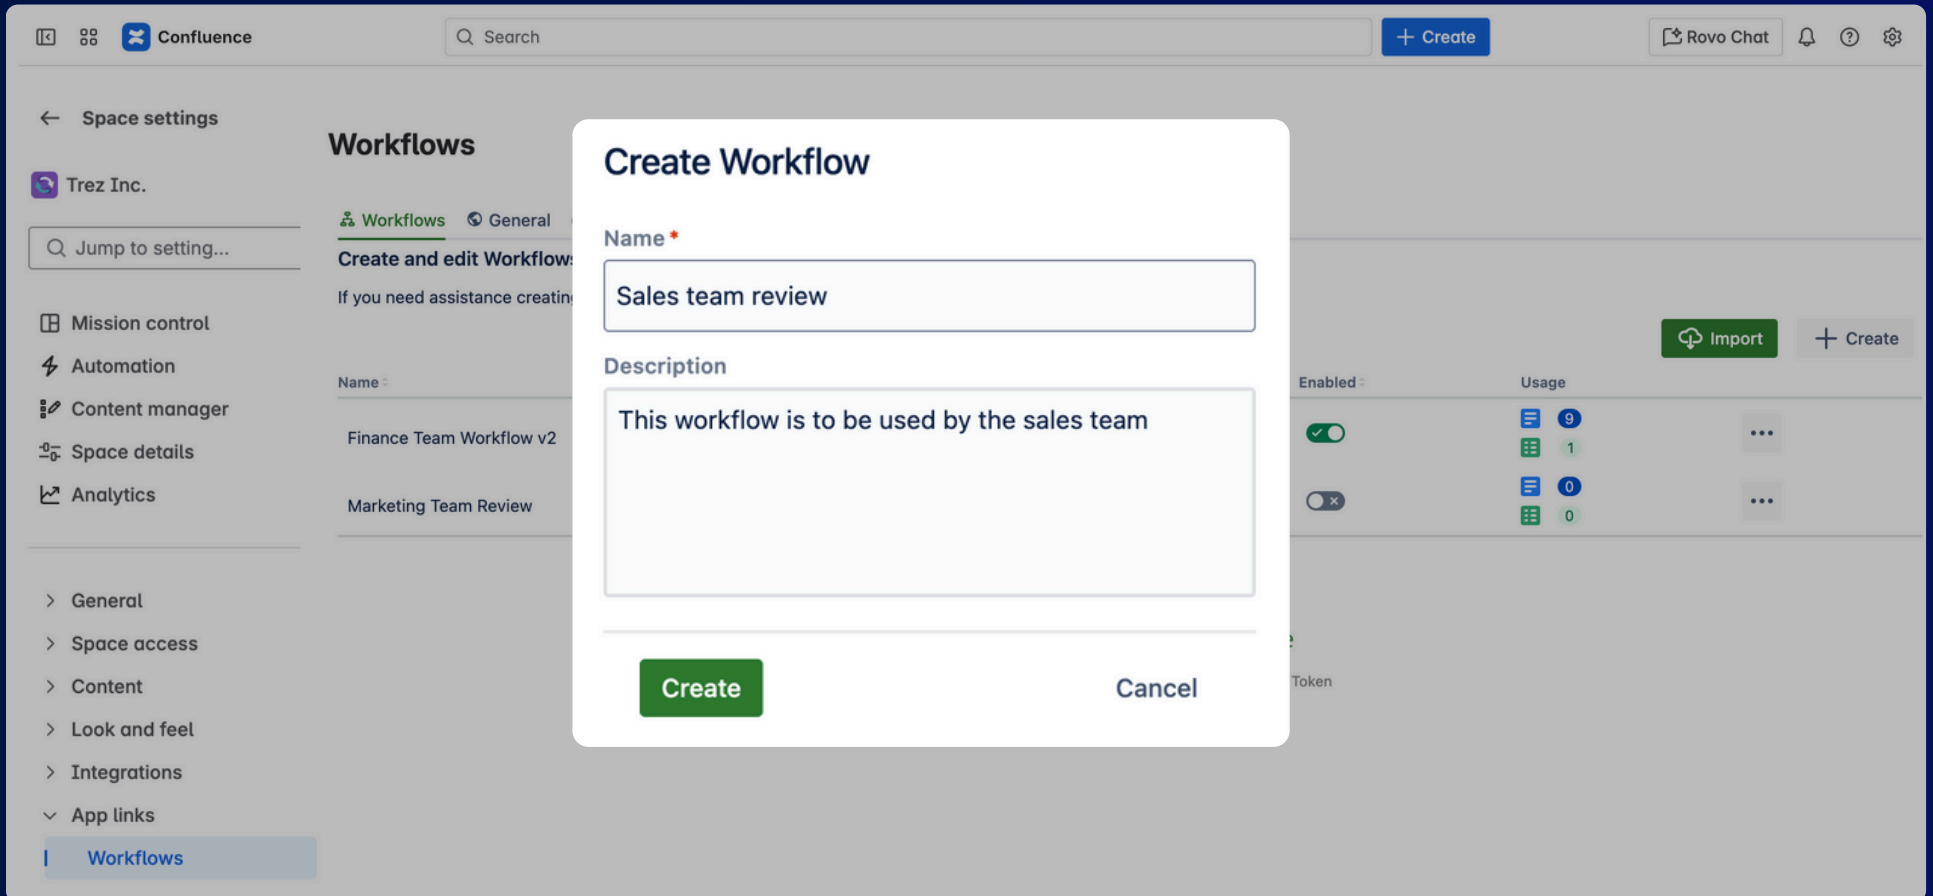 Confluence
Search
+ Create
Rovo Chat
Space settings
Trez Inc.
Jump to setting...
Mission control
Automation
Content manager
Space details
Analytics
General
Space access
Content
Look and feel
Integrations
App links
Workflows
Workflows
Workflows
General
Create and edit Workflows
If you need assistance creating
Import
+ Create
Name
Enabled
Usage
Finance Team Workflow v2
9
1
Marketing Team Review
0
0
Token
Create Workflow
Name *
Sales team review
Description
This workflow is to be used by the sales team
Create
Cancel